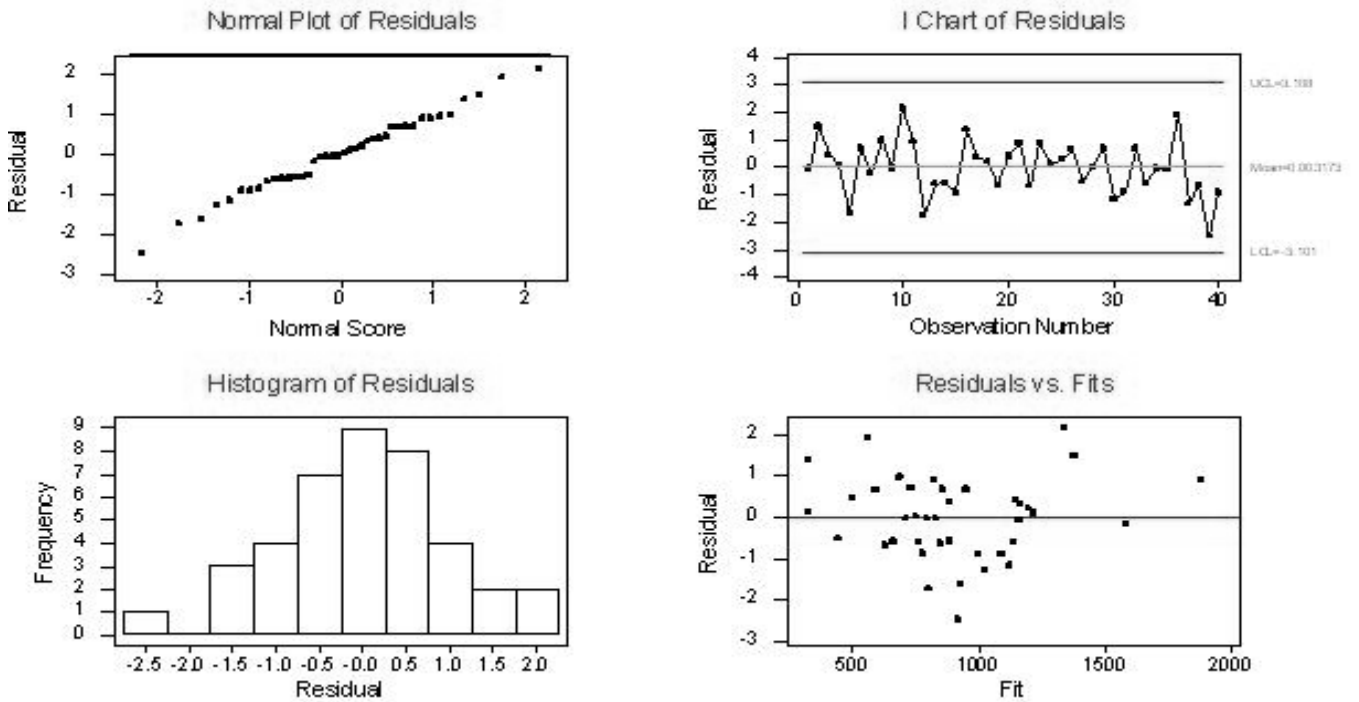 Normal Plot of Residuals
Residual
2
1
0
-1
-2
-3
-2 -1 0 1 2
Normal Score
I Chart of Residuals
Residual
4
3
2
1
0
-1
-2
-3
-4
0 10 20 30 40
Observation Number
Histogram of Residuals
Frequency
9
8
7
6
5
4
3
2
1
0
-2.5 -2.0 -1.5 -1.0 -0.5 -0.0 0.5 1.0 1.5 2.0
Residual
Residuals vs. Fits
Residual
2
1
0
-1
-2
-3
500 1000 1500 2000
Fit